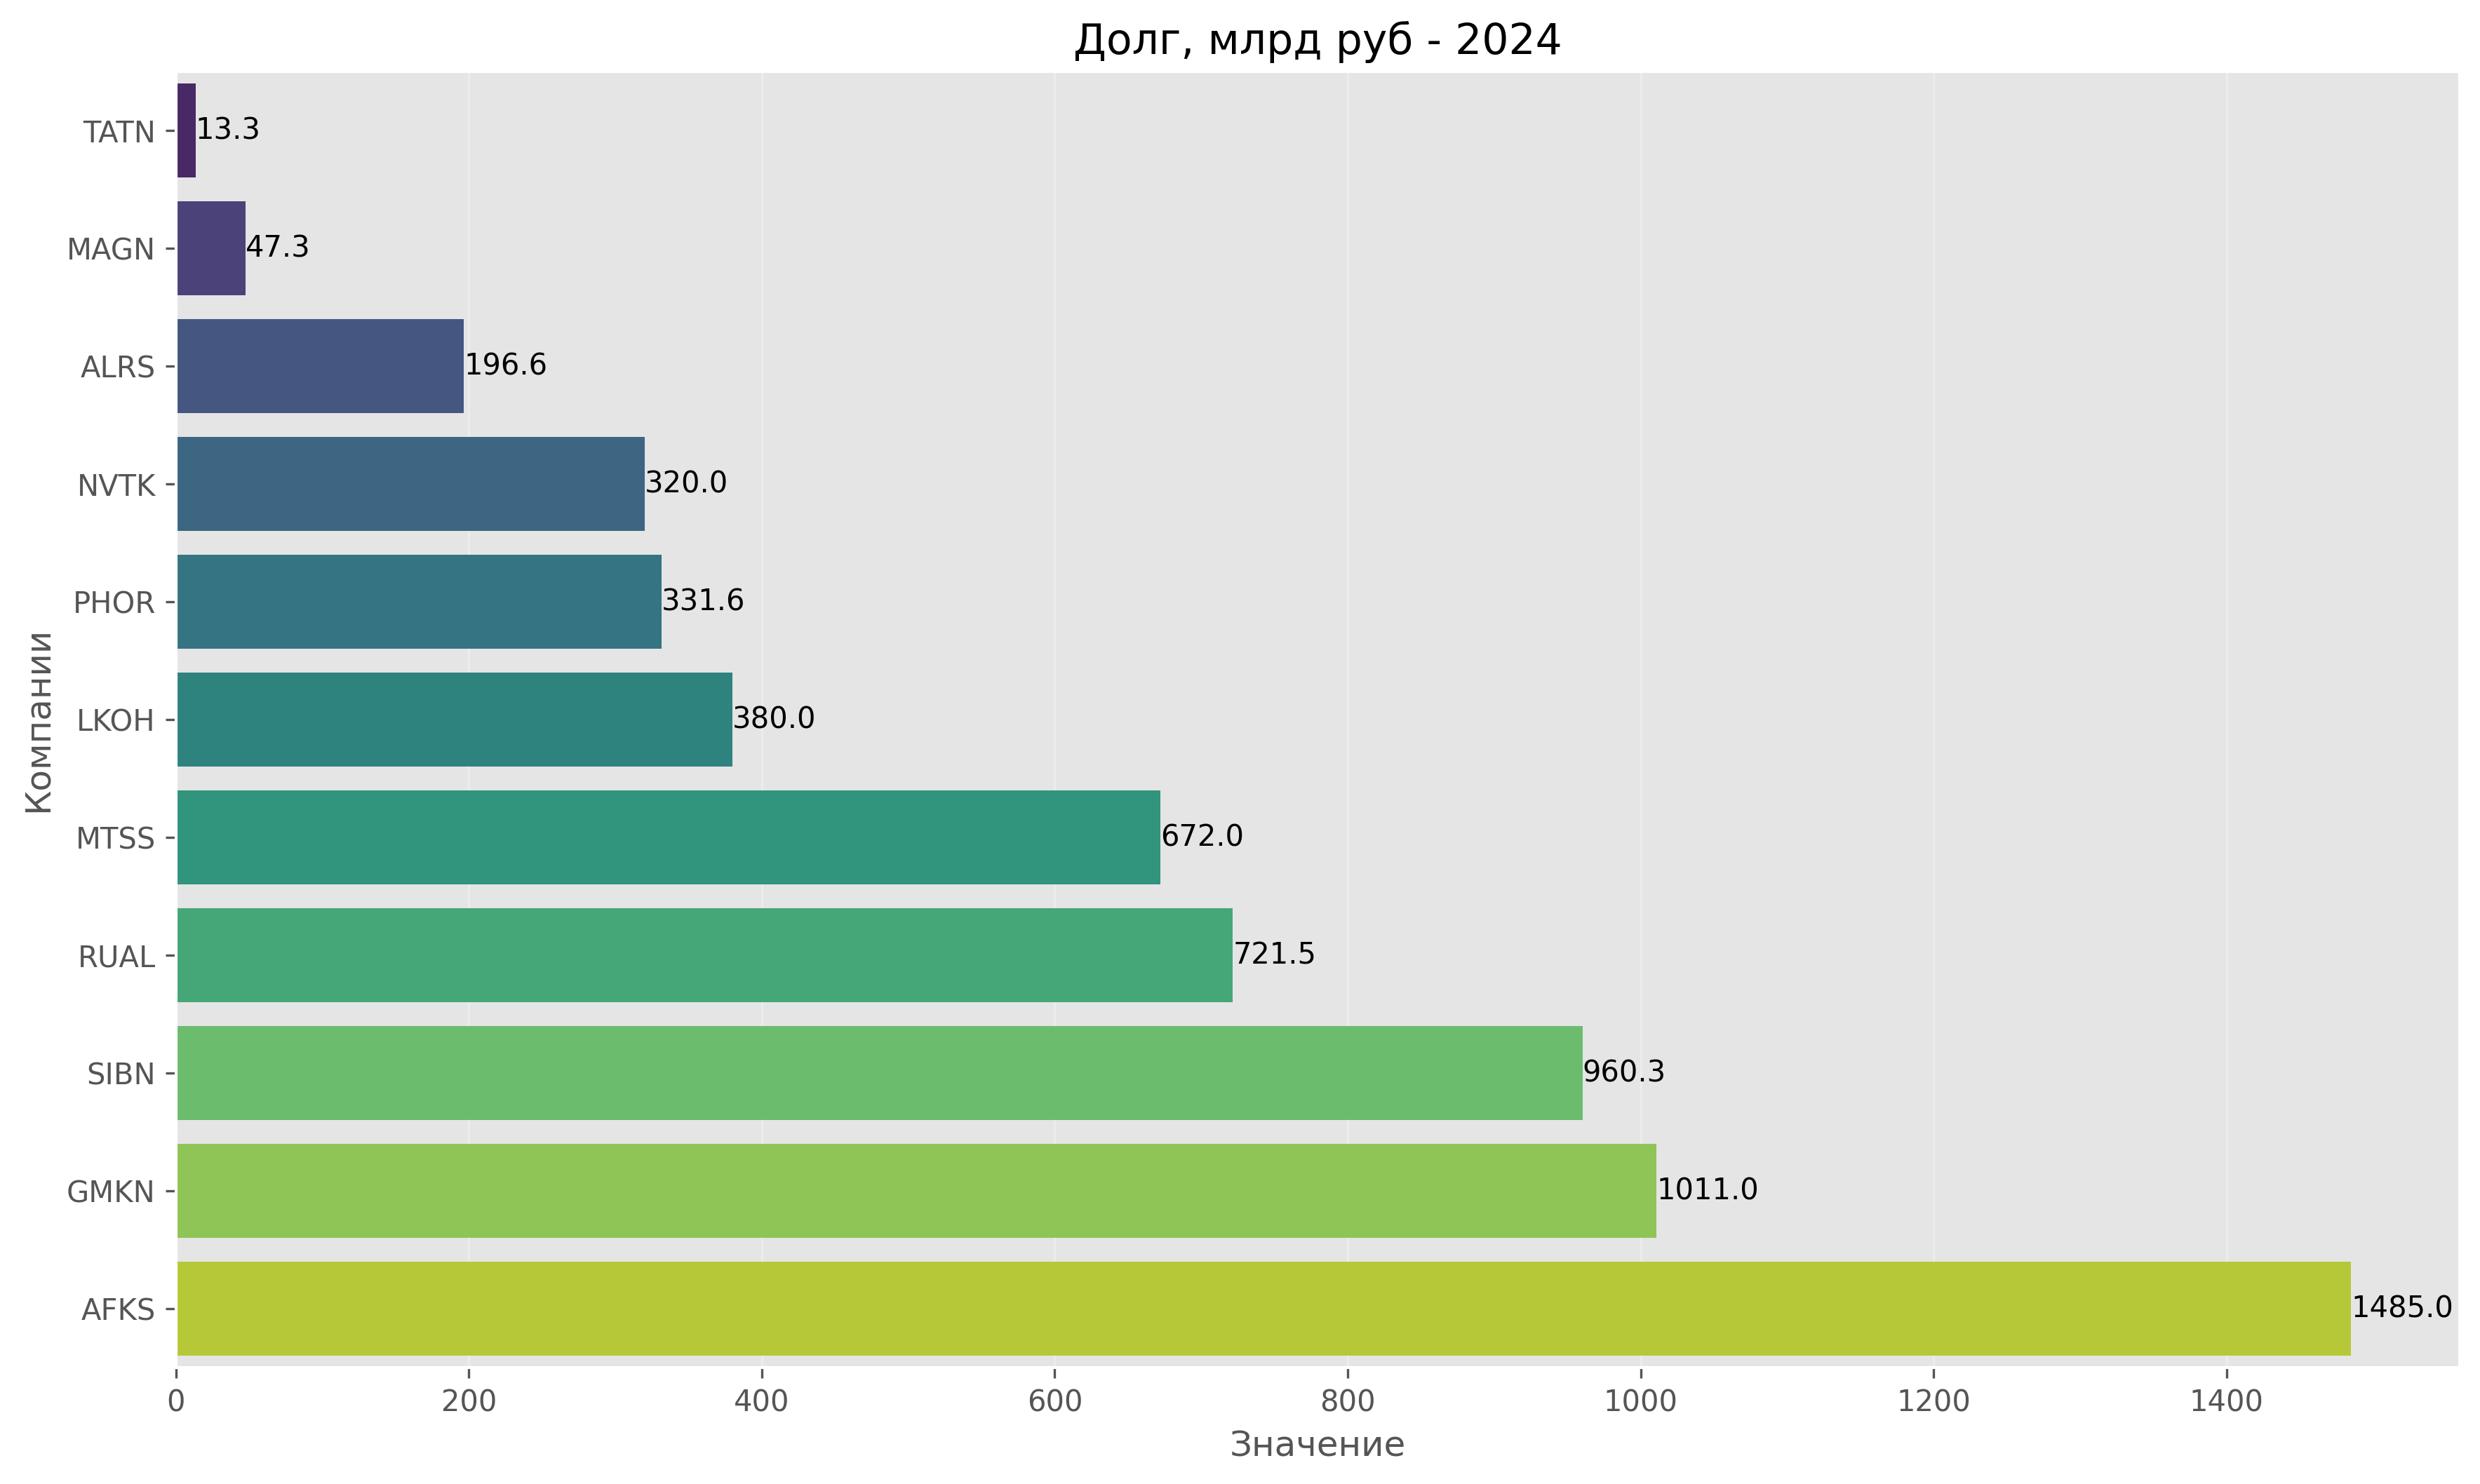 Долг, млрд руб - 2024
Компании
TATN 13.3
MAGN 47.3
ALRS 196.6
NVTK 320.0
PHOR 331.6
LKOH 380.0
MTSS 672.0
RUAL 721.5
SIBN 960.3
GMKN 1011.0
AFKS 1485.0
0 200 400 600 800 1000 1200 1400
Значение